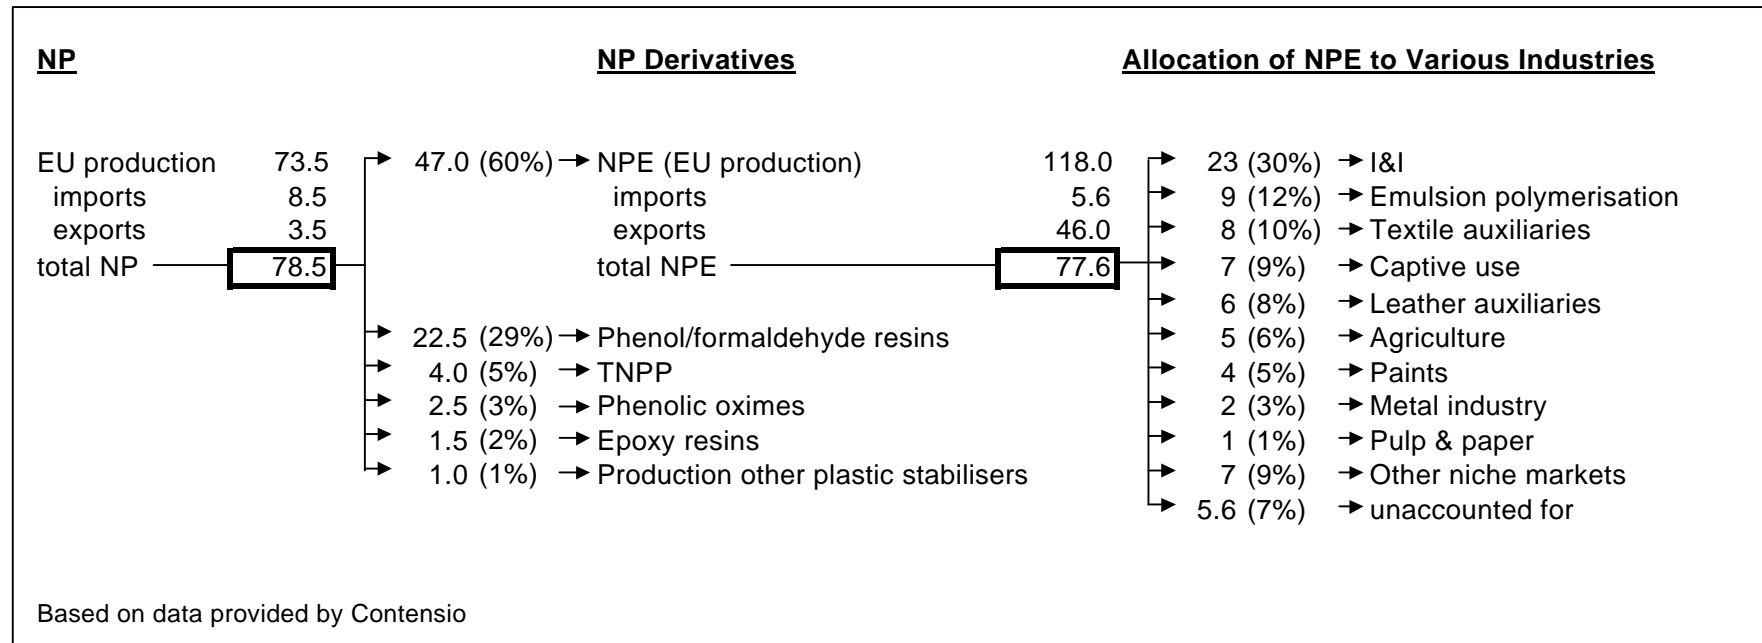 NP NP Derivatives Allocation of NPE to Various Industries
EU production 73.5 47.0 (60%) NPE (EU production) 118.0 23 (30%) I&I
imports 8.5 imports 5.6 9 (12%) Emulsion polymerisation
exports 3.5 exports 46.0 8 (10%) Textile auxiliaries
total NP 78.5 total NPE 77.6 7 (9%) Captive use
6 (8%) Leather auxiliaries
22.5 (29%) Phenol/formaldehyde resins 5 (6%) Agriculture
4.0 (5%) TNPP 4 (5%) Paints
2.5 (3%) Phenolic oximes 2 (3%) Metal industry
1.5 (2%) Epoxy resins 1 (1%) Pulp & paper
1.0 (1%) Production other plastic stabilisers 7 (9%) Other niche markets
5.6 (7%) unaccounted for
Based on data provided by Contensio